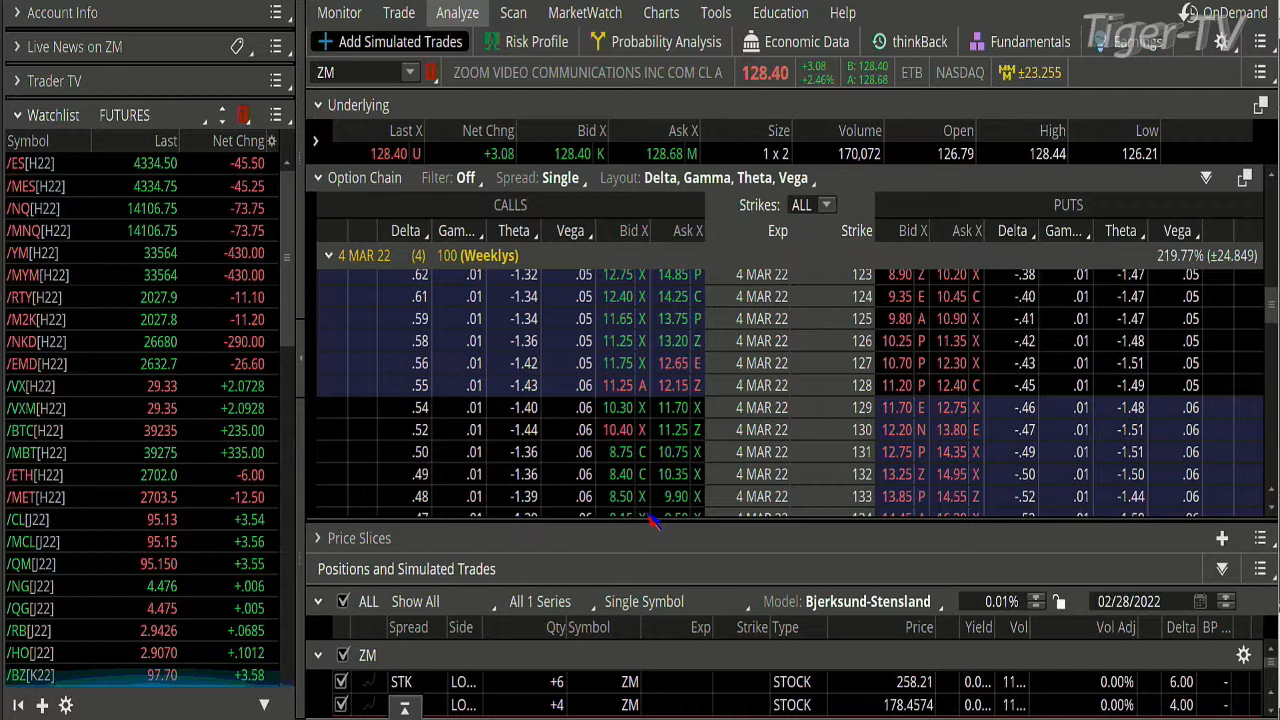 Account Info
Live News on ZM
Trader TV
Watchlist FUTURES
Symbol Last Net Chng
/ES[H22] 4334.50 -45.50
/MES[H22] 4334.75 -45.25
/NQ[H22] 14106.75 -73.75
/MNQ[H22] 14106.75 -73.75
/YM[H22] 33564 -430.00
/MYM[H22] 33564 -430.00
/RTY[H22] 2027.9 -11.10
/M2K[H22] 2027.8 -11.20
/NKD[H22] 26680 -290.00
/EMD[H22] 2632.7 -26.60
/VX[H22] 29.33 +2.0728
/VXM[H22] 29.35 +2.0928
/BTC[H22] 39235 +235.00
/MBT[H22] 39275 +335.00
/ETH[H22] 2702.0 -6.00
/MET[H22] 2703.5 -12.50
/CL[J22] 95.13 +3.54
/MCL[J22] 95.15 +3.56
/QM[J22] 95.150 +3.55
/NG[J22] 4.476 +.006
/QG[J22] 4.475 +.005
/RB[J22] 2.9426 +.0685
/HO[J22] 2.9070 +.1012
/BZ[K22] 97.70 +3.58
Monitor Trade Analyze Scan MarketWatch Charts Tools Education Help
OnDemand
Tiger-TV
Add Simulated Trades Risk Profile Probability Analysis Economic Data thinkBack Fundamentals Earnings
ZM ZOOM VIDEO COMMUNICATIONS INC COM CL A 128.40 +3.08 +2.46% B: 128.40 A: 128.68 ETB NASDAQ MM ±23.255
Underlying
Last X Net Chng Bid X Ask X Size Volume Open High Low
128.40 U +3.08 128.40 K 128.68 M 1 x 2 170,072 126.79 128.44 126.21
Option Chain Filter: Off Spread: Single Layout: Delta, Gamma, Theta, Vega
CALLS Strikes: ALL PUTS
Delta Gam... Theta Vega Bid X Ask X Exp Strike Bid X Ask X Delta Gam... Theta Vega
4 MAR 22 (4) 100 (Weeklys) 219.77% (±24.849)
.62 .01 -1.32 .05 12.75 X 14.85 P 4 MAR 22 123 8.90 Z 10.20 X -.38 .01 -1.47 .05
.61 .01 -1.34 .05 12.40 X 14.25 C 4 MAR 22 124 9.35 E 10.45 C -.40 .01 -1.47 .05
.59 .01 -1.34 .05 11.65 X 13.75 P 4 MAR 22 125 9.80 A 10.90 X -.41 .01 -1.47 .05
.58 .01 -1.36 .05 11.25 X 13.20 Z 4 MAR 22 126 10.25 P 11.35 X -.42 .01 -1.48 .05
.56 .01 -1.42 .05 11.75 X 12.65 E 4 MAR 22 127 10.70 P 12.30 X -.43 .01 -1.51 .05
.55 .01 -1.43 .06 11.25 A 12.15 Z 4 MAR 22 128 11.20 P 12.40 C -.45 .01 -1.49 .05
.54 .01 -1.40 .06 10.30 X 11.70 C 4 MAR 22 129 11.70 E 12.75 X -.46 .01 -1.48 .06
.52 .01 -1.44 .06 10.40 X 11.25 Z 4 MAR 22 130 12.20 N 13.80 E -.47 .01 -1.51 .06
.50 .01 -1.36 .06 8.75 C 10.75 X 4 MAR 22 131 12.75 P 14.35 X -.49 .01 -1.51 .06
.49 .01 -1.36 .06 8.40 C 10.35 X 4 MAR 22 132 13.25 Z 14.95 X -.50 .01 -1.51 .06
.48 .01 -1.39 .06 8.50 X 9.90 X 4 MAR 22 133 13.85 P 14.55 Z -.52 .01 -1.44 .06
Price Slices
Positions and Simulated Trades
ALL Show All All 1 Series Single Symbol Model: Bjerksund-Stensland 0.01% 02/28/2022
Spread Side Qty Symbol Exp Strike Type Price Yield Vol Vol Adj Delta BP ...
ZM
STK LO... +6 ZM STOCK 258.21 0.0... 11... 0.00% 6.00 -
LO... +4 ZM STOCK 178.4574 0.0... 11... 0.00% 4.00 -